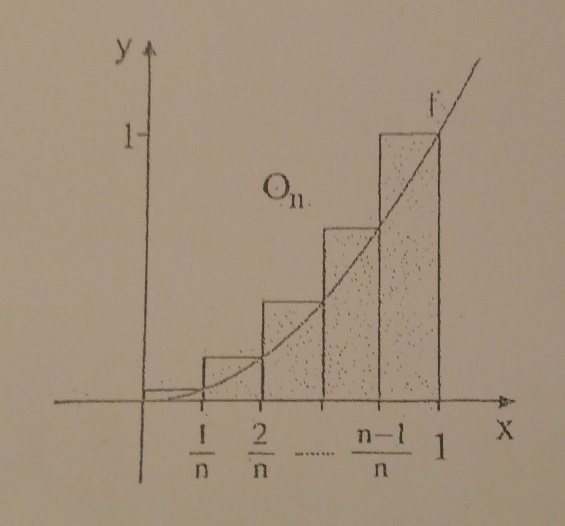 y
f
1
On
1/n 2/n ...... n-1/n 1
x